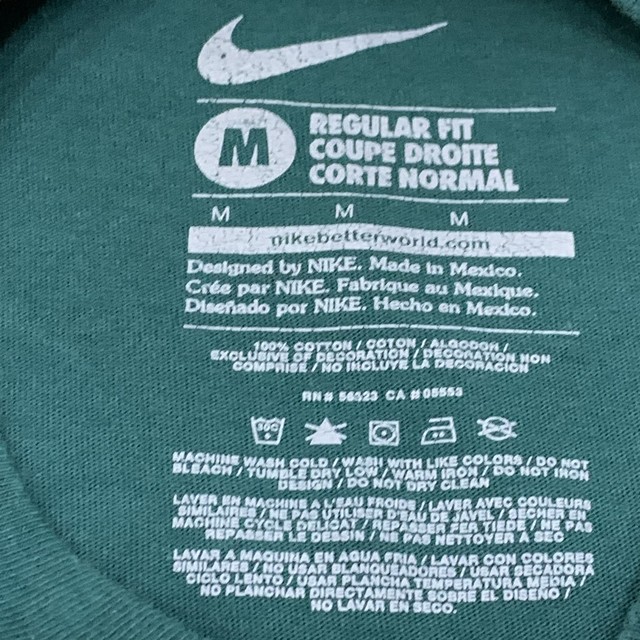 M
REGULAR FIT
COUPE DROITE
CORTE NORMAL
M M M
nikebetterworld.com
Designed by NIKE. Made in Mexico.
Crée par NIKE. Fabrique au Mexique.
Diseñado por NIKE. Hecho en Mexico.
100% COTTON / COTON / ALGODON /
EXCLUSIVE OF DECORATION / DECORATION NON
COMPRISE / NO INCLUYE LA DECORACION
RN# 56323 CA # 05553
30C
MACHINE WASH COLD / WASH WITH LIKE COLORS / DO NOT
BLEACH / TUMBLE DRY LOW / WARM IRON / DO NOT IRON
DESIGN / DO NOT DRY CLEAN
LAVER EN MACHINE A L'EAU FROIDE / LAVER AVEC COULEURS
SIMILAIRES / NE PAS UTILISER D'EAU DE JAVEL / SECHER EN
MACHINE CYCLE DELICAT / REPASSER FER TIEDE / NE PAS
REPASSER LE DESSIN / NE PAS NETTOYER A SEC
LAVAR A MAQUINA EN AGUA FRIA / LAVAR CON COLORES
SIMILARES / NO USAR BLANQUEADORES / USAR SECADORA
CICLO LENTO / USAR PLANCHA TEMPERATURA MEDIA /
NO PLANCHAR DIRECTAMENTE SOBRE EL DISENO /
NO LAVAR EN SECO.